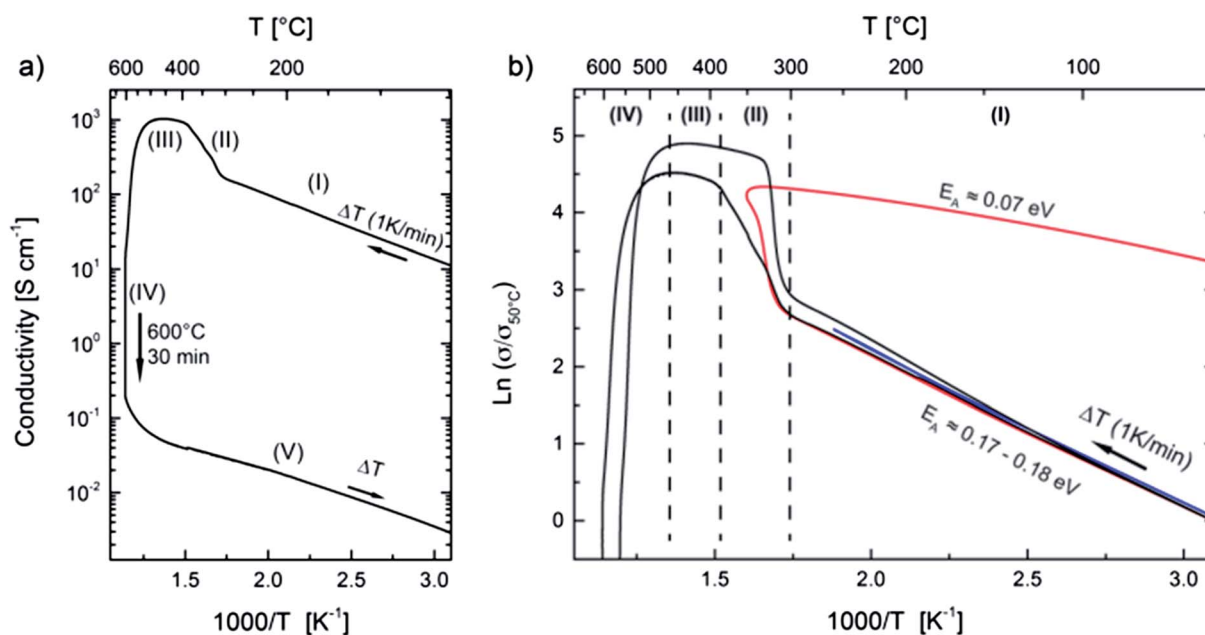 a)
T [°C]
600 400 200
Conductivity [S cm⁻¹]
10³
10²
10¹
10⁰
10⁻¹
10⁻²
(III)
(II)
(I)
ΔT (1K/min)
(IV)
600°C
30 min
(V)
ΔT
1.5 2.0 2.5 3.0
1000/T [K⁻¹]
b)
T [°C]
600 500 400 300 200 100
Ln (σ/σ50°C)
5
4
3
2
1
0
(IV) (III) (II) (I)
E_A ≈ 0.07 eV
ΔT (1K/min)
E_A ≈ 0.17 - 0.18 eV
1.5 2.0 2.5 3.0
1000/T [K⁻¹]